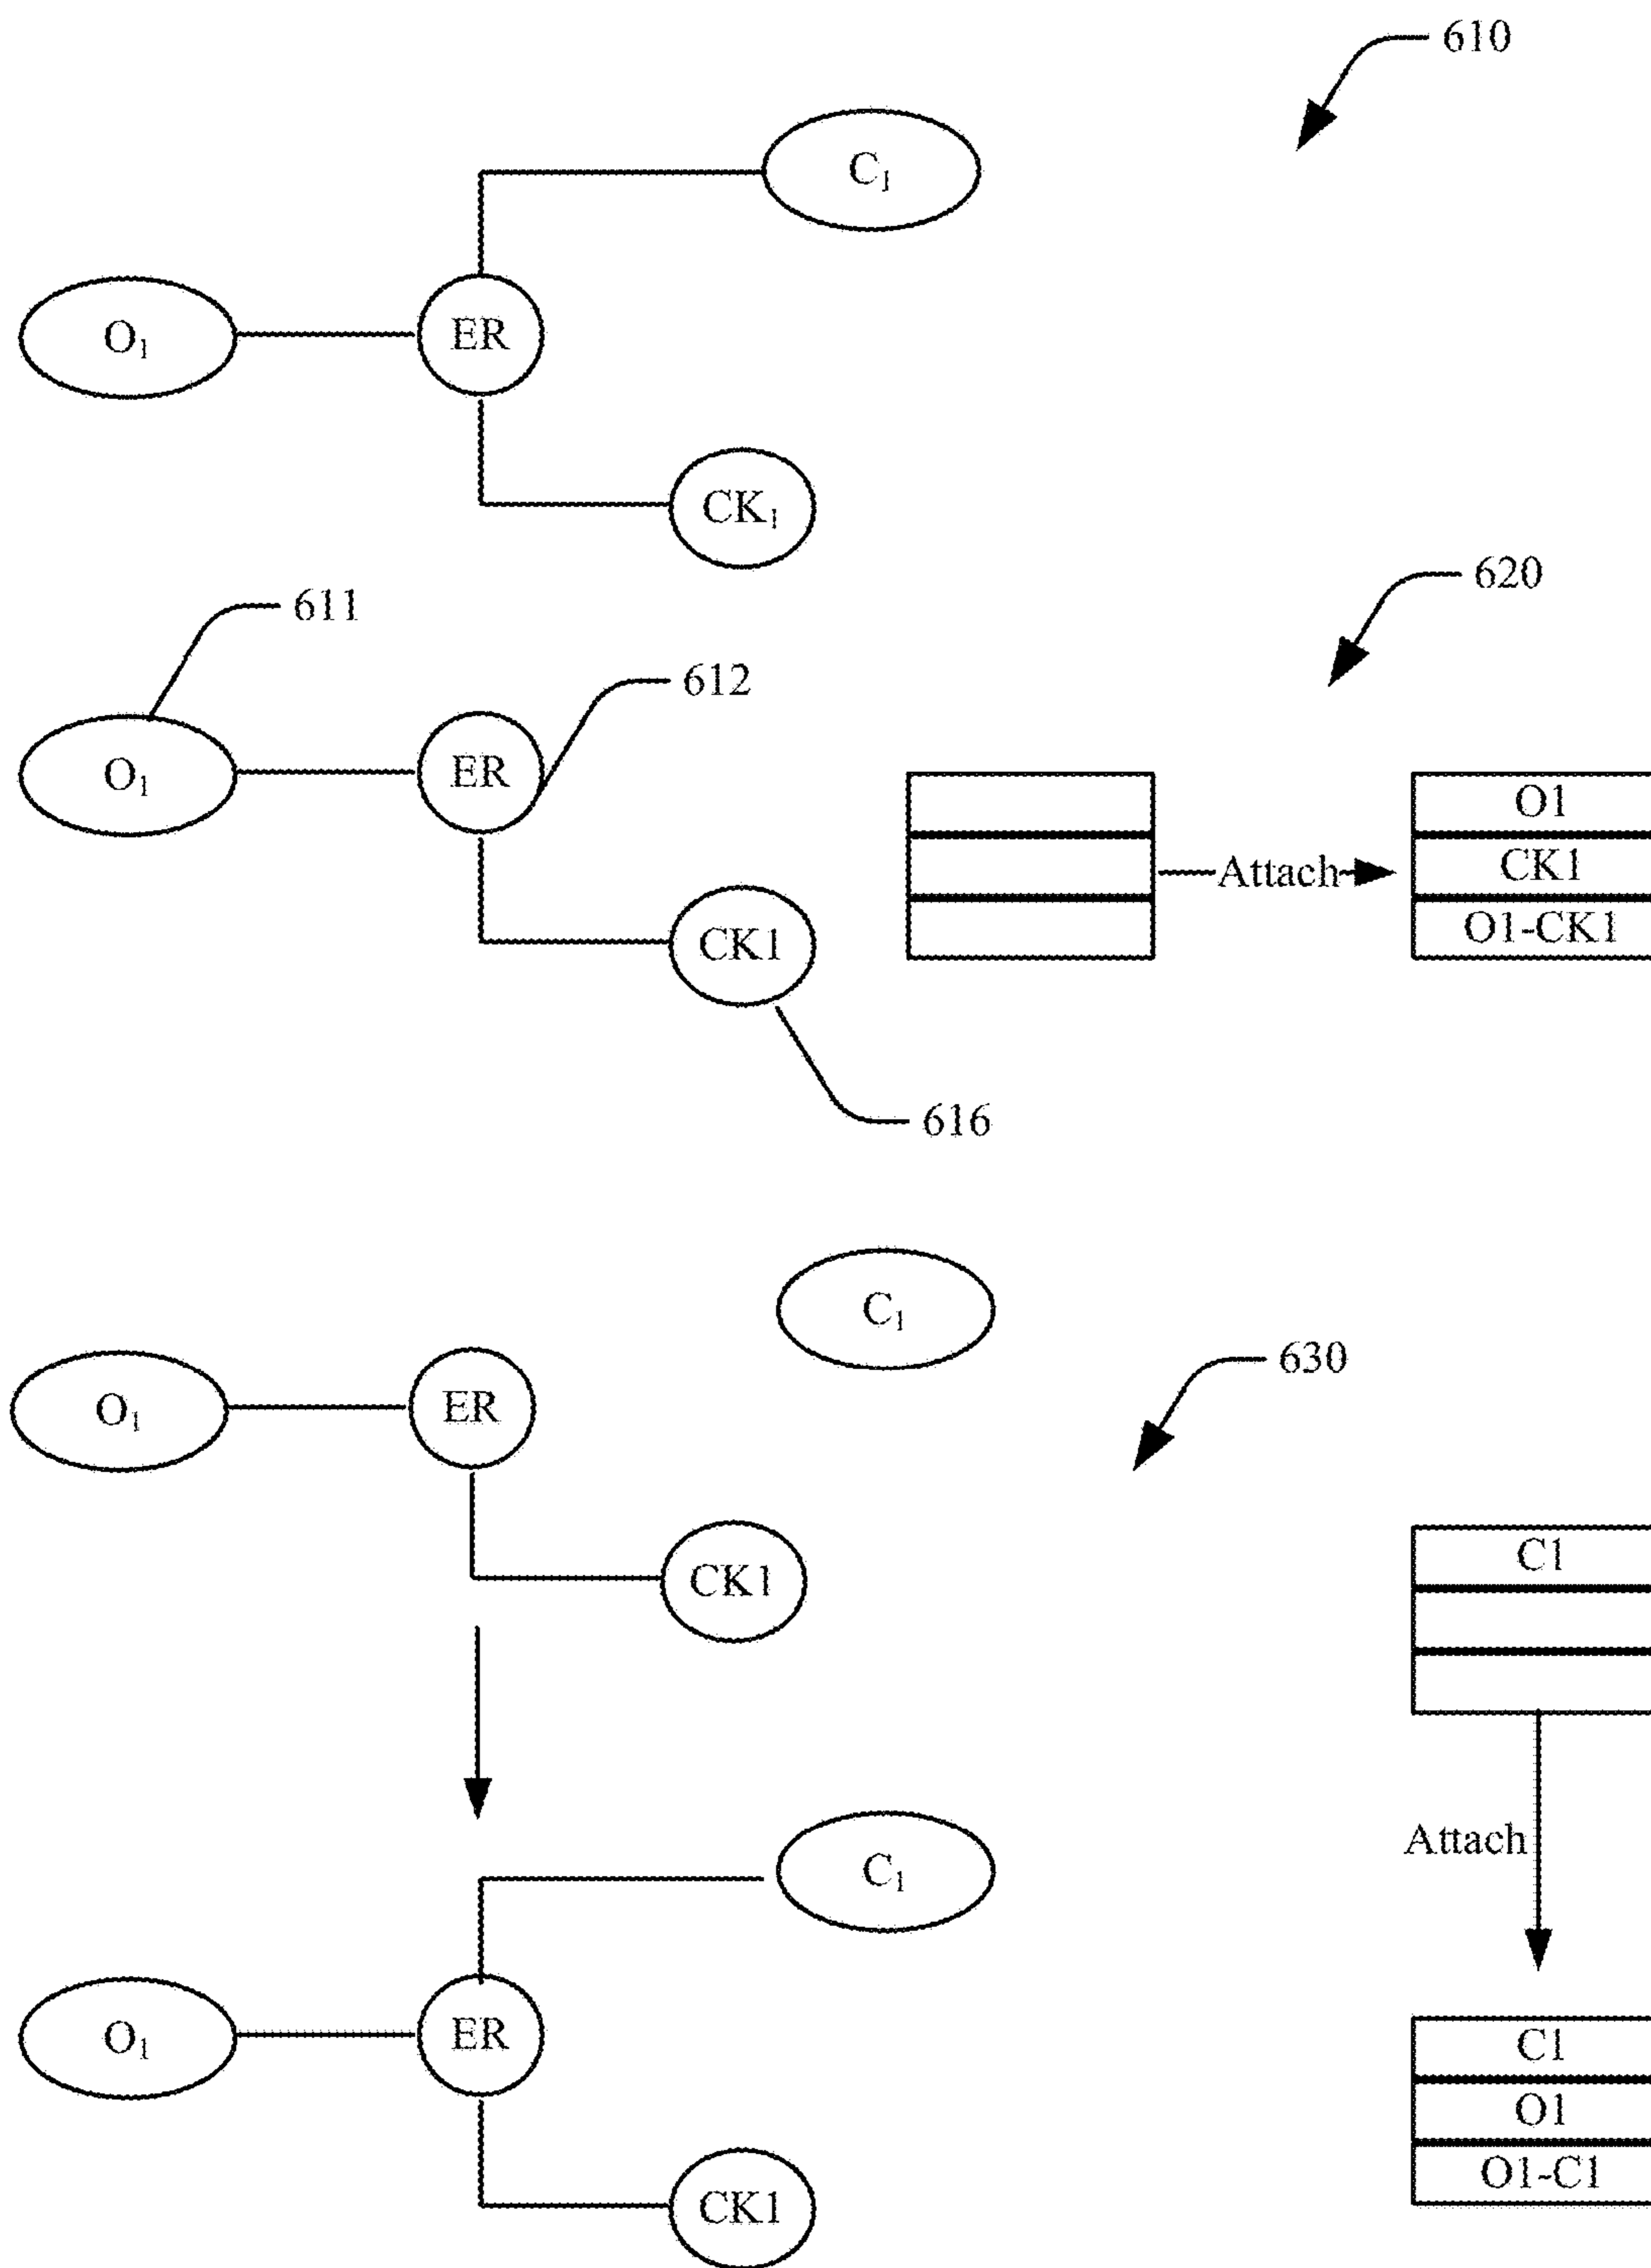 610
C₁
O₁
ER
CK₁
620
611
612
O₁
ER
O1
Attach
CK1
O1-CK1
CK1
616
C₁
630
O₁
ER
C1
CK1
Attach
C₁
O₁
ER
C1
O1
O1-C1
CK1